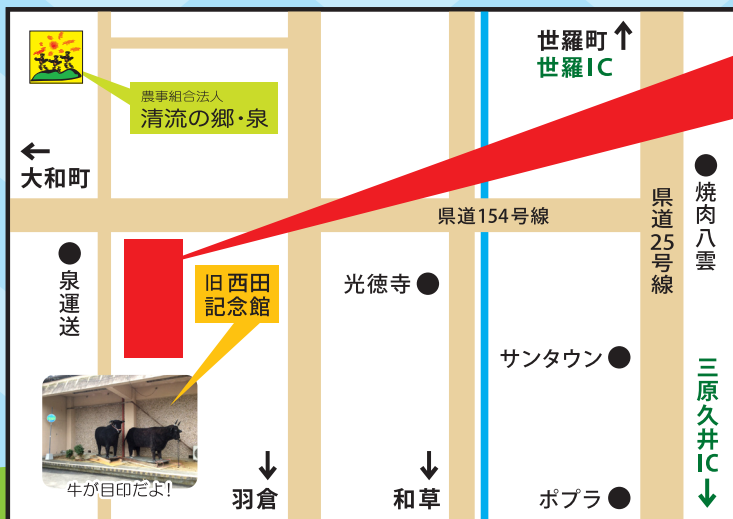 世羅町
世羅IC
農事組合法人
清流の郷・泉
大和町
県道154号線
県道25号線
焼肉八雲
泉運送
旧西田
記念館
光徳寺
サンタウン
三原久井IC
牛が目印だよ!
羽倉
和草
ポプラ